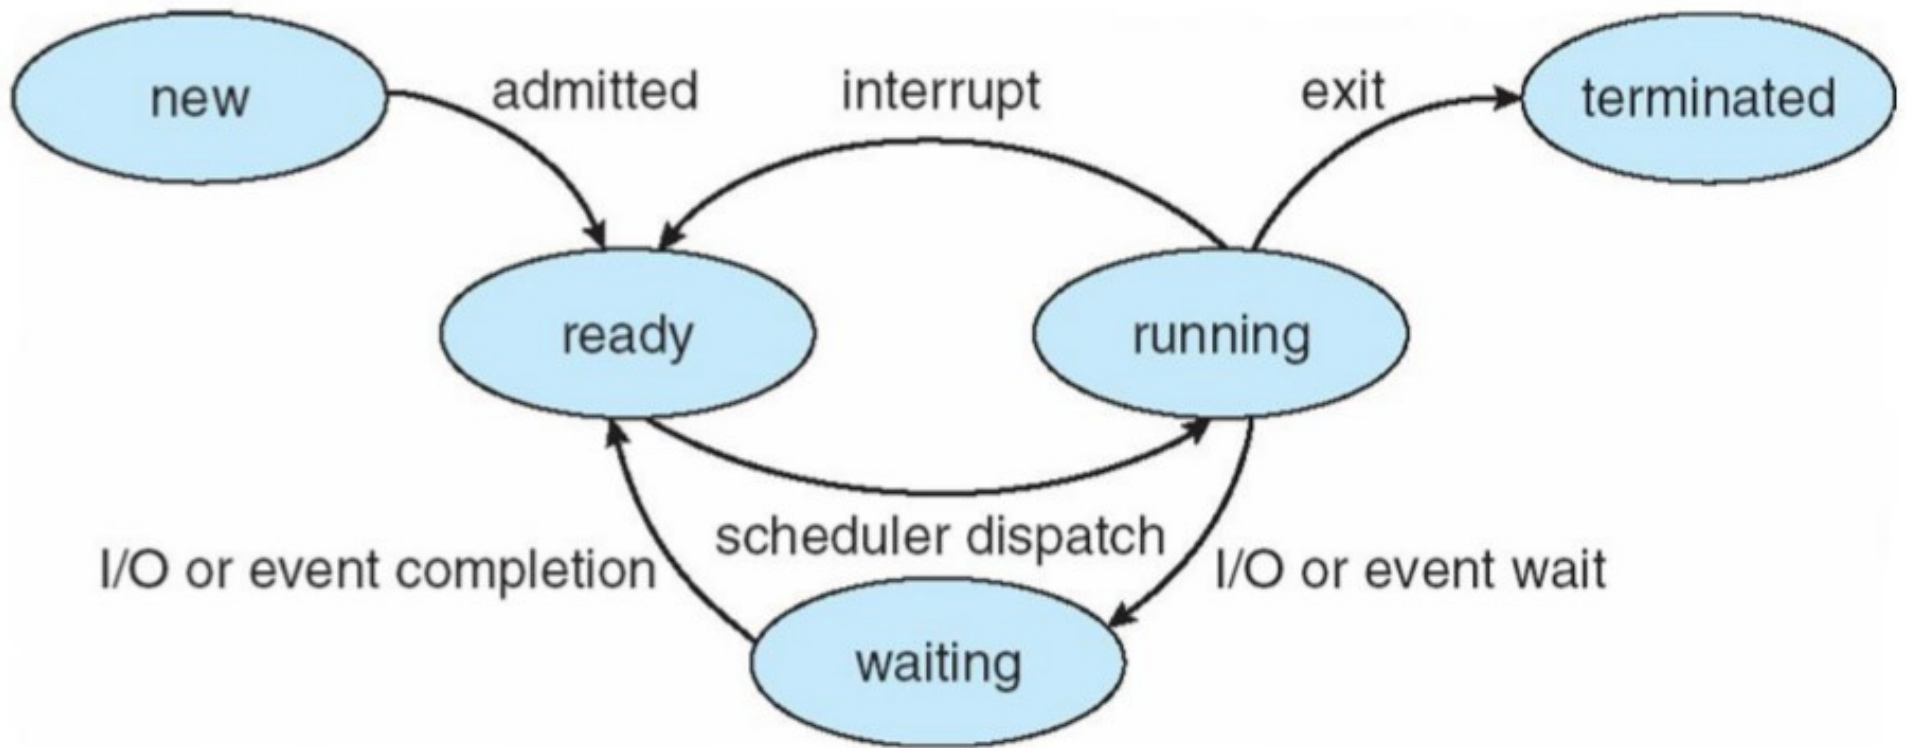 new
admitted
interrupt
exit
terminated
ready
running
I/O or event completion
scheduler dispatch
I/O or event wait
waiting